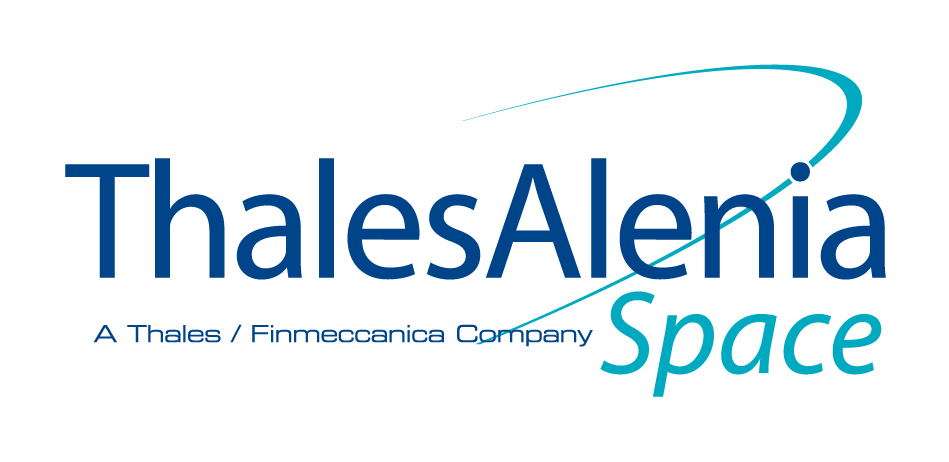 ThalesAlenia
Space
A Thales / Finmeccanica Company